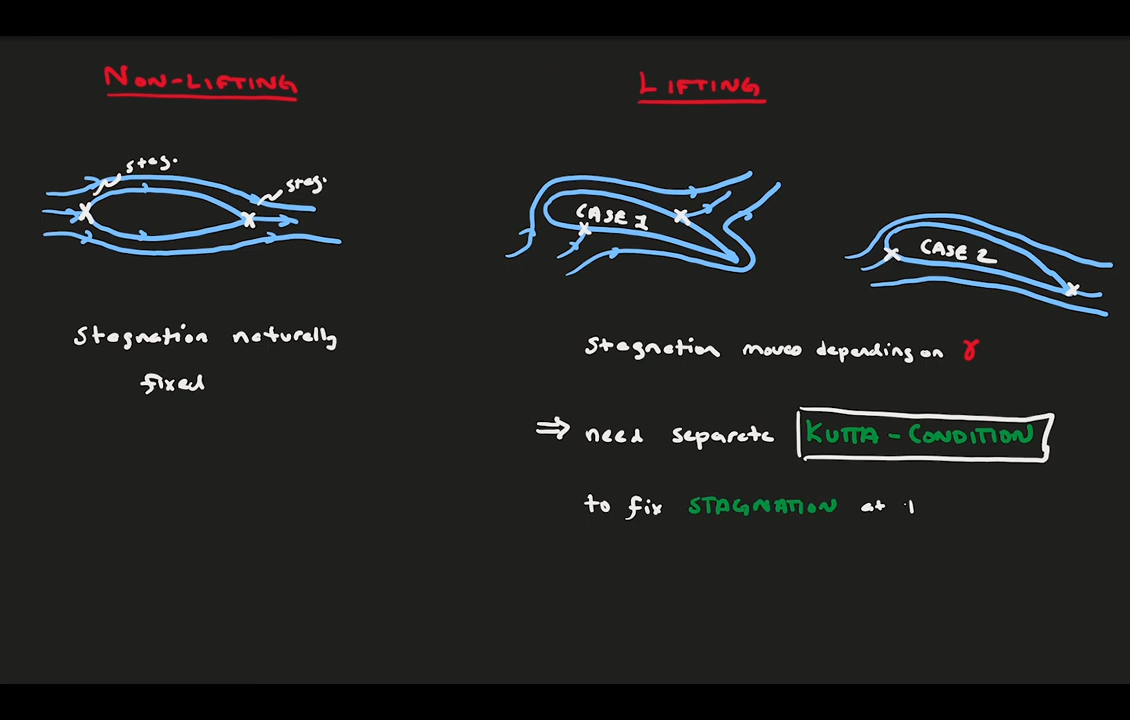 NON-LIFTING
LIFTING
stag.
stag.
CASE 1
CASE 2
Stagnation naturally
fixed
Stagnation moves depending on γ
⇒ need separate KUTTA-CONDITION
to fix STAGNATION at